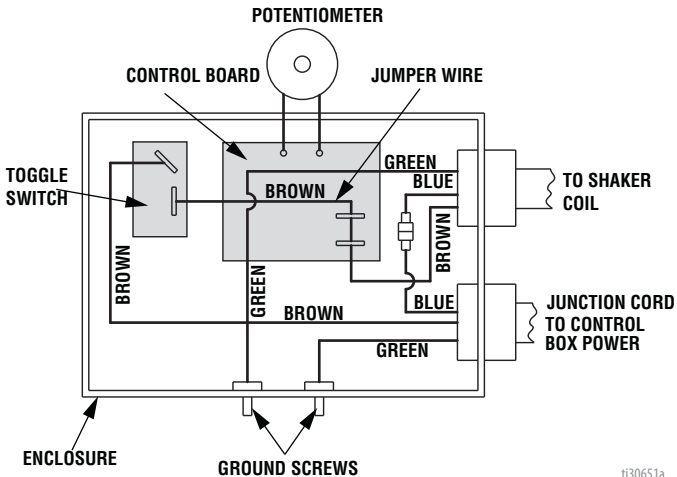 POTENTIOMETER
CONTROL BOARD
JUMPER WIRE
TOGGLE
SWITCH
GREEN
BLUE
BROWN
TO SHAKER
COIL
BROWN
BROWN
GREEN
BLUE
BROWN
GREEN
JUNCTION CORD
TO CONTROL
BOX POWER
ENCLOSURE
GROUND SCREWS
ti30651a